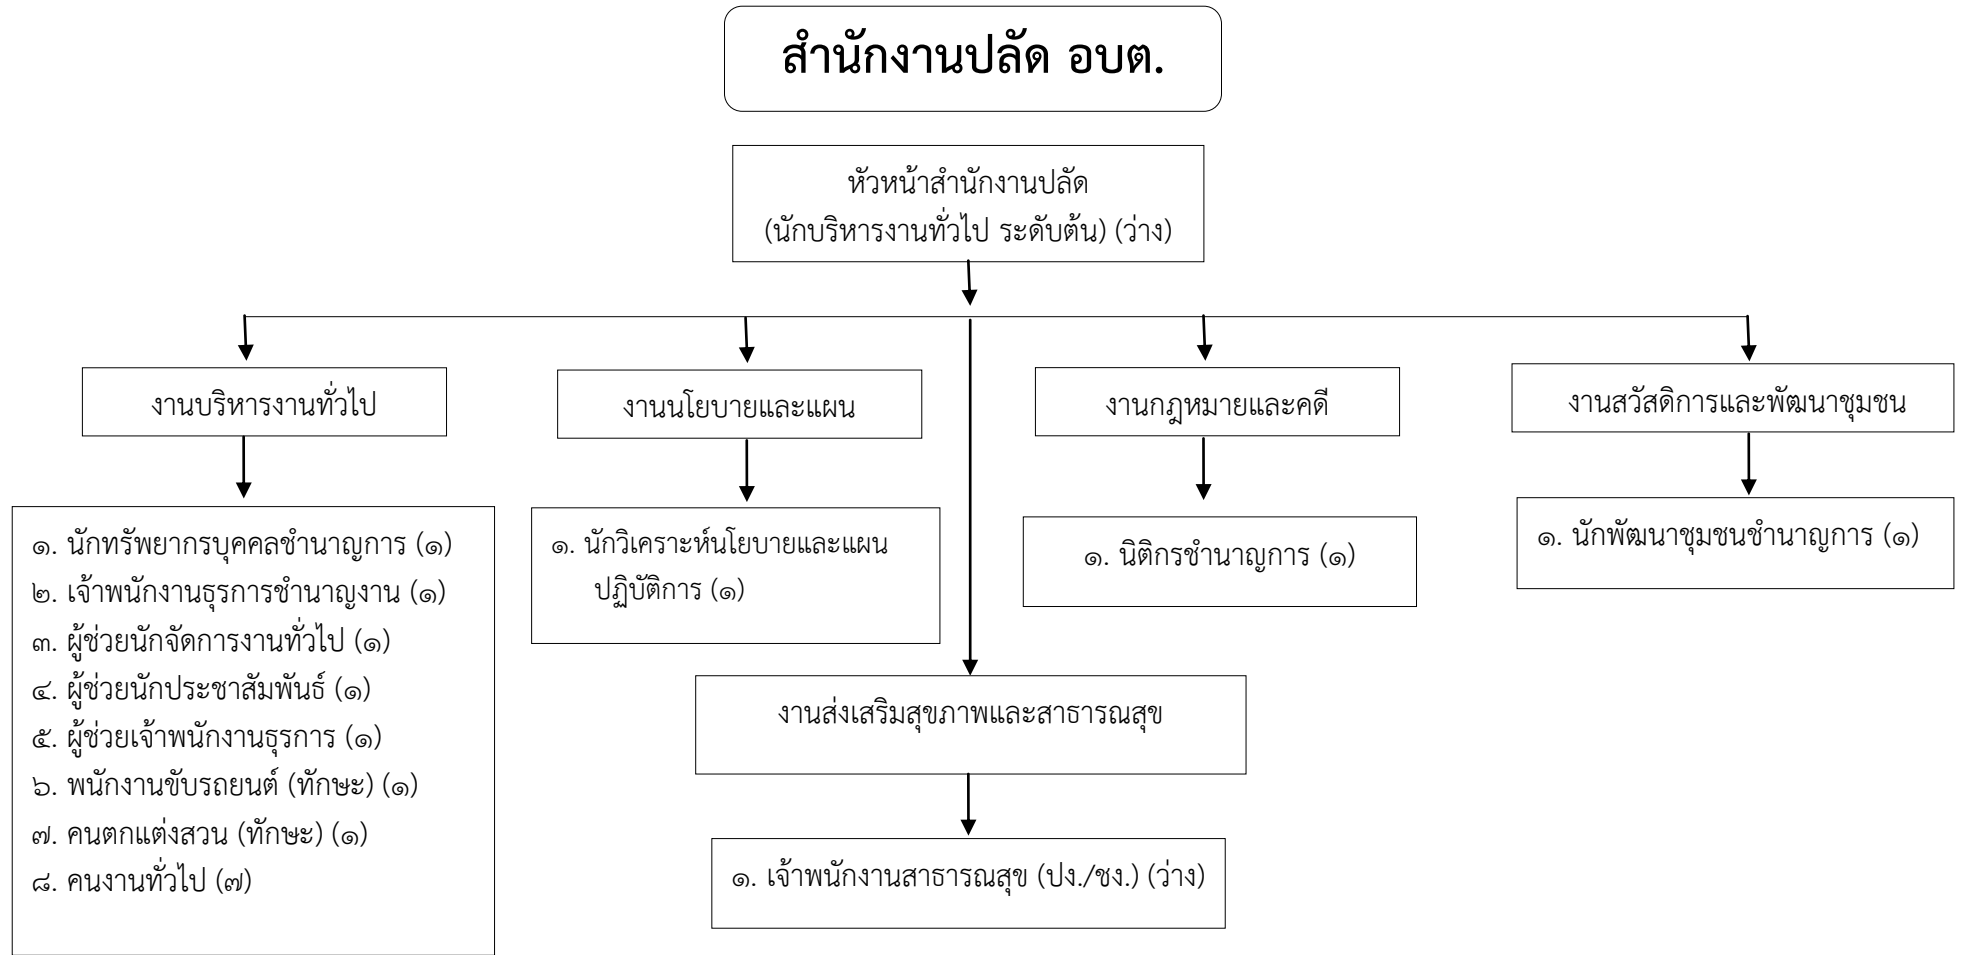 สำนักงานปลัด อบต.
หัวหน้าสำนักงานปลัด
(นักบริหารงานทั่วไป ระดับต้น) (ว่าง)
งานบริหารงานทั่วไป
๑. นักทรัพยากรบุคคลชำนาญการ (๑)
๒. เจ้าพนักงานธุรการชำนาญงาน (๑)
๓. ผู้ช่วยนักจัดการงานทั่วไป (๑)
๔. ผู้ช่วยนักประชาสัมพันธ์ (๑)
๕. ผู้ช่วยเจ้าพนักงานธุรการ (๑)
๖. พนักงานขับรถยนต์ (ทักษะ) (๑)
๗. คนตกแต่งสวน (ทักษะ) (๑)
๘. คนงานทั่วไป (๗)
งานนโยบายและแผน
๑. นักวิเคราะห์นโยบายและแผน
ปฏิบัติการ (๑)
งานส่งเสริมสุขภาพและสาธารณสุข
๑. เจ้าพนักงานสาธารณสุข (ปง./ชง.) (ว่าง)
งานกฎหมายและคดี
๑. นิติกรชำนาญการ (๑)
งานสวัสดิการและพัฒนาชุมชน
๑. นักพัฒนาชุมชนชำนาญการ (๑)